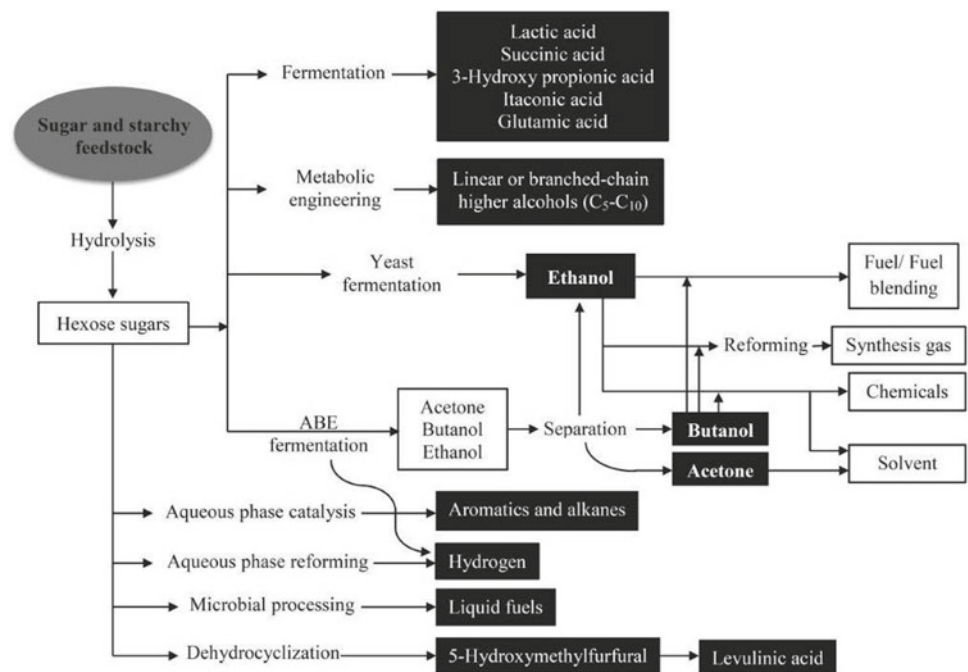 Sugar and starchy
feedstock
Hydrolysis
Hexose sugars
Fermentation
Lactic acid
Succinic acid
3-Hydroxy propionic acid
Itaconic acid
Glutamic acid
Metabolic
engineering
Linear or branched-chain
higher alcohols (C₅-C₁₀)
Yeast
fermentation
Ethanol
Fuel/ Fuel
blending
Reforming
Synthesis gas
Chemicals
ABE
fermentation
Acetone
Butanol
Ethanol
Separation
Butanol
Acetone
Solvent
Aqueous phase catalysis
Aromatics and alkanes
Aqueous phase reforming
Hydrogen
Microbial processing
Liquid fuels
Dehydrocyclization
5-Hydroxymethylfurfural
Levulinic acid